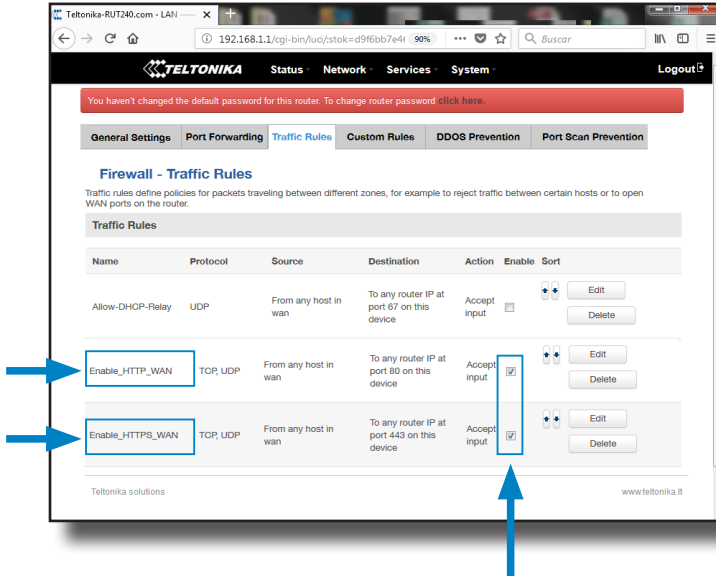 Teltonika-RUT240.com - LAN
192.168.1.1/cgi-bin/luci/;stok=d9f6bb7e4 90% ••• Buscar
TELTONIKA Status Network Services System Logout
You haven't changed the default password for this router. To change router password click here.
General Settings Port Forwarding Traffic Rules Custom Rules DDOS Prevention Port Scan Prevention
Firewall - Traffic Rules
Traffic rules define policies for packets traveling between different zones, for example to reject traffic between certain hosts or to open
WAN ports on the router.
Traffic Rules
Name Protocol Source Destination Action Enable Sort
Allow-DHCP-Relay UDP
From any host in
wan
To any router IP at
port 67 on this
device
Accept
input
Edit
Delete
Enable_HTTP_WAN TCP, UDP
From any host in
wan
To any router IP at
port 80 on this
device
Accept
input
Edit
Delete
Enable_HTTPS_WAN TCP, UDP
From any host in
wan
To any router IP at
port 443 on this
device
Accept
input
Edit
Delete
Teltonika solutions www.teltonika.lt